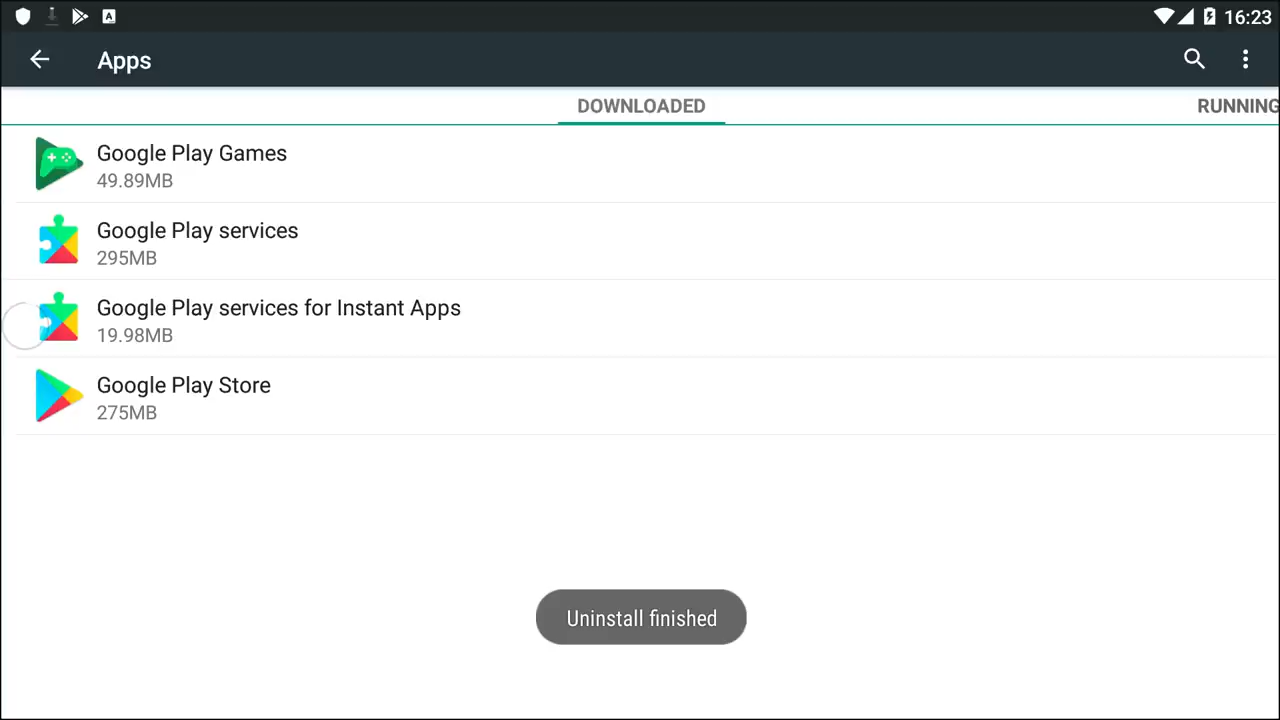 16:23
Apps
DOWNLOADED
RUNNING
Google Play Games
49.89MB
Google Play services
295MB
Google Play services for Instant Apps
19.98MB
Google Play Store
275MB
Uninstall finished